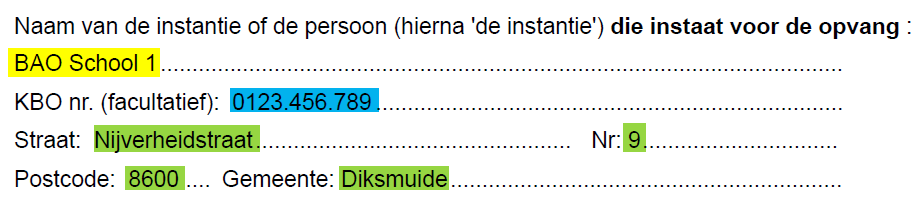 Naam van de instantie of de persoon (hierna 'de instantie') die instaat voor de opvang :
BAO School 1.......................................................................................................
KBO nr. (facultatief): 0123.456.789......................................................................
Straat: Nijverheidstraat................................................ Nr: 9..............................
Postcode: 8600 .... Gemeente: Diksmuide............................................................